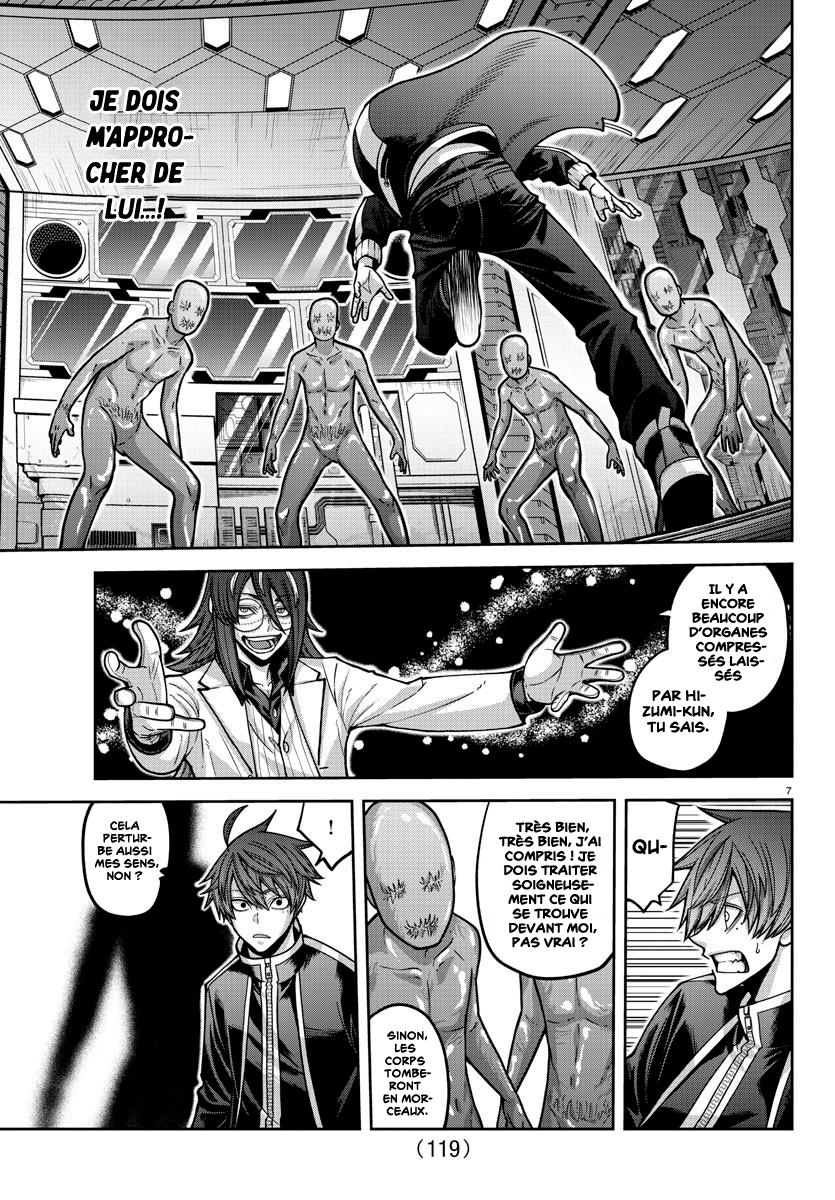 JE DOIS
M'APPRO-
CHER DE
LUI...!
IL Y A
ENCORE
BEAUCOUP
D'ORGANES
COMPRES-
SÉS LAIS-
SÉS
PAR HI-
ZUMI-KUN,
TU SAIS.
7
QU-
TRÈS BIEN,
TRÈS BIEN, J'AI
COMPRIS ! JE
DOIS TRAITER
SOIGNEUSE-
MENT CE QUI
SE TROUVE
DEVANT MOI,
PAS VRAI ?
SINON,
LES
CORPS
TOMBE-
RONT
EN MOR-
CEAUX.
!
CELA
PERTUR-
BE AUSSI
MES SENS,
NON ?
(119)